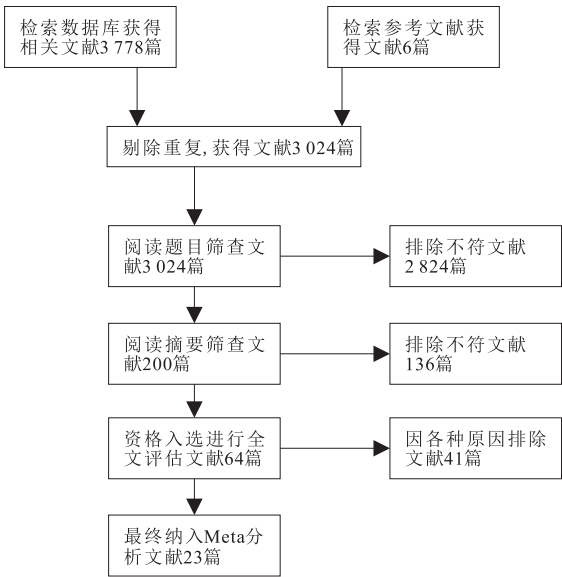 检索数据库获得
相关文献3 778篇
检索参考文献获
得文献6篇
剔除重复,获得文献3 024篇
阅读题目筛查文
献3 024篇
排除不符文献
2 824篇
阅读摘要筛查文
献200篇
排除不符文献
136篇
资格入选进行全
文评估文献64篇
因各种原因排除
文献41篇
最终纳入Meta分
析文献23篇